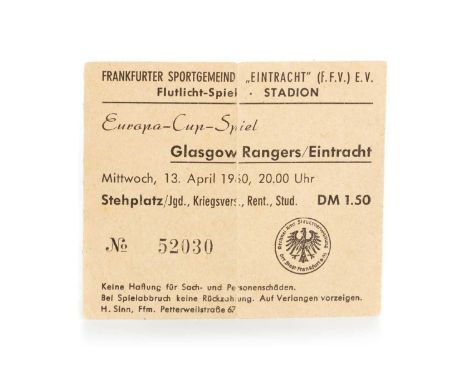 FRANKFURTER SPORTGEMEIND "EINTRACHT" (F.F.V.) E.V.
Flutlicht-Spiel · STADION
Europa-Cup-Spiel
Glasgow Rangers/Eintracht
Mittwoch, 13. April 1960, 20.00 Uhr
Stehplatz/Jgd., Kriegsvers., Rent., Stud. DM 1.50
№ 52030
Keine Haftung für Sach- und Personenschäden.
Bei Spielabbruch keine Rückzahlung. Auf Verlangen vorzeigen.
H. Sinn, Ffm. Petterweilstraße 67